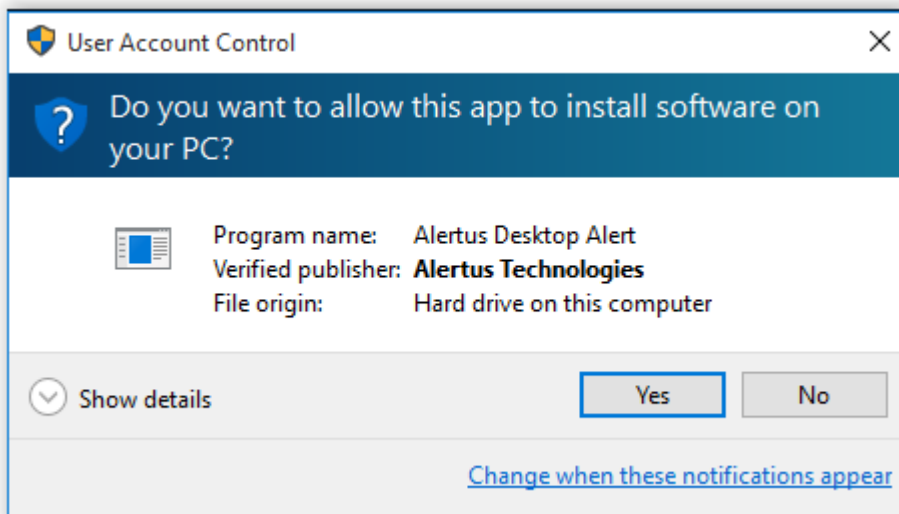 User Account Control
Do you want to allow this app to install software on
your PC?
Program name: Alertus Desktop Alert
Verified publisher: Alertus Technologies
File origin: Hard drive on this computer
Show details
Yes
No
Change when these notifications appear